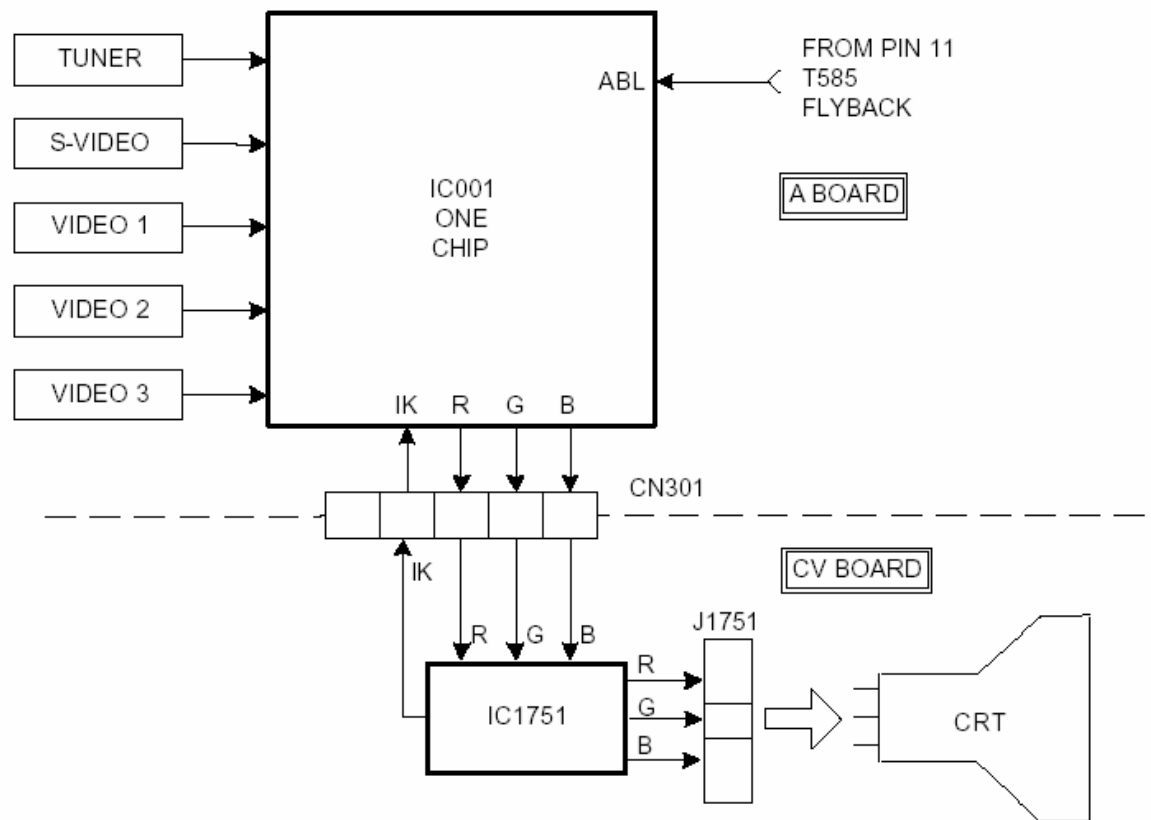 TUNER
S-VIDEO
VIDEO 1
VIDEO 2
VIDEO 3
IC001
ONE
CHIP
ABL
FROM PIN 11
T585
FLYBACK
A BOARD
IK R G B
CN301
CV BOARD
IK
R G B
IC1751
R
G
B
J1751
CRT